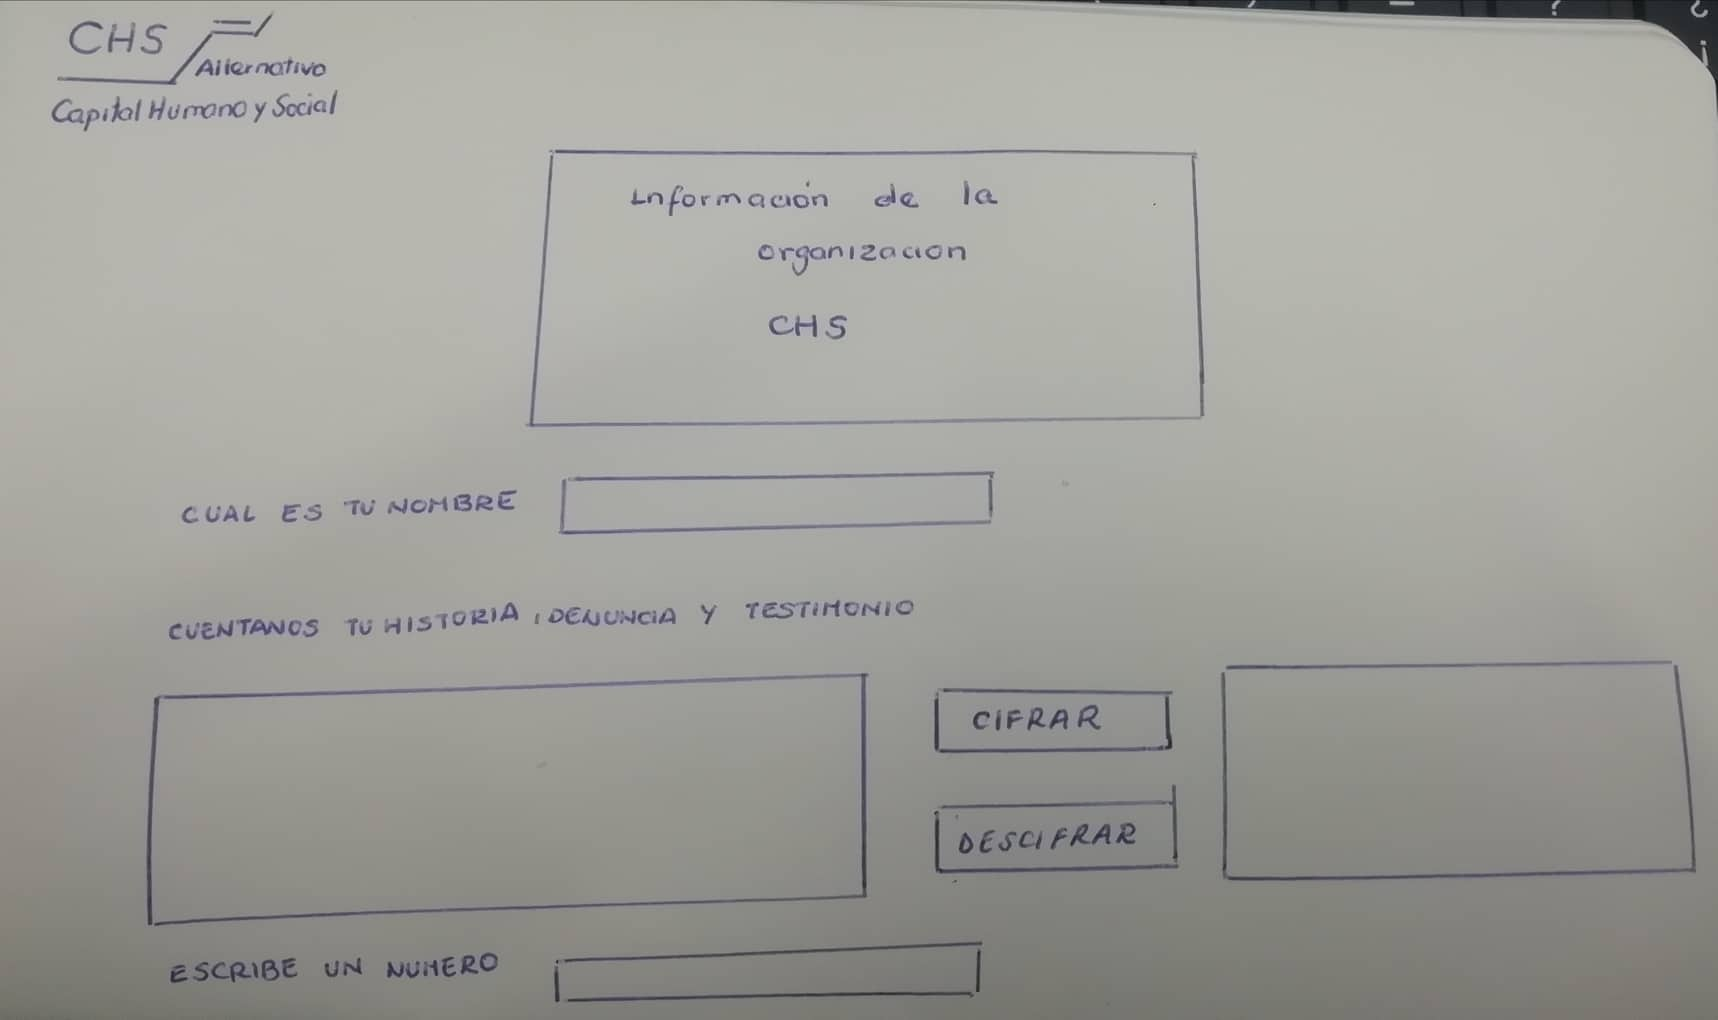 CHS
Alternativo
Capital Humano y Social
Información de la
organizacion
CHS
CUAL ES TU NOMBRE
CUENTANOS TU HISTORIA, DENUNCIA Y TESTIMONIO
CIFRAR
DESCIFRAR
ESCRIBE UN NUMERO